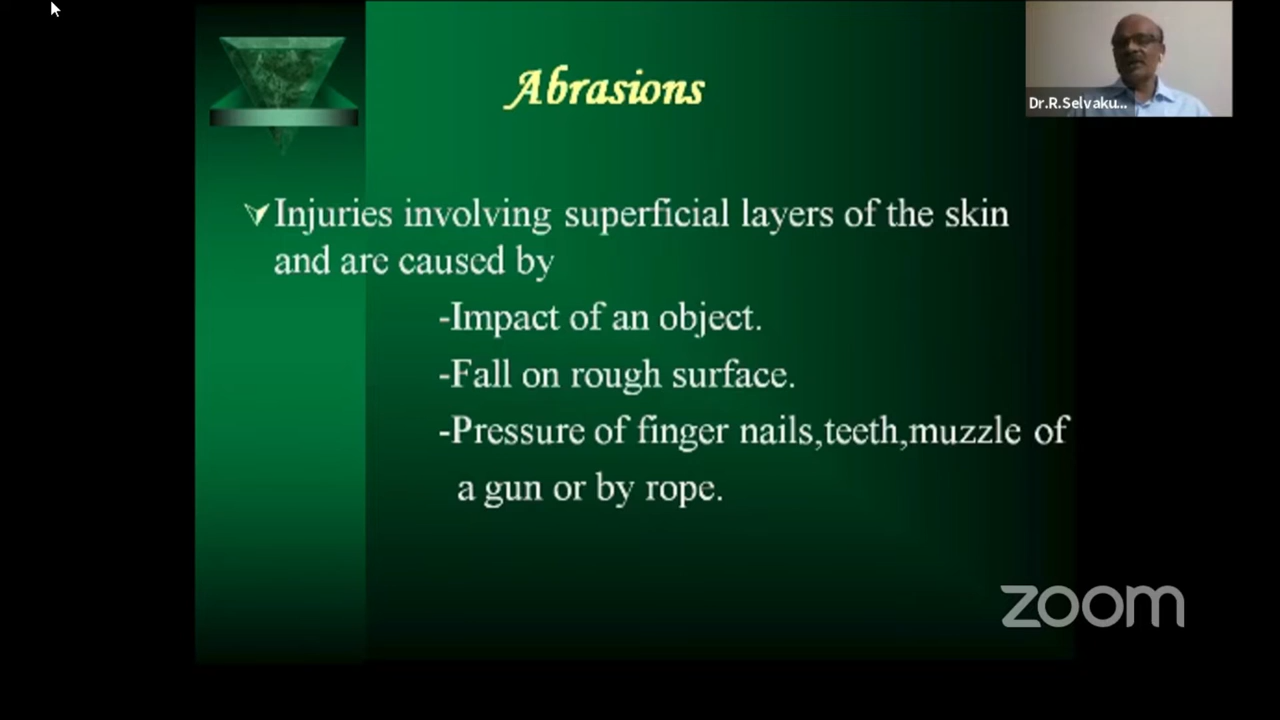 Abrasions
Dr.R.Selvaku...
Injuries involving superficial layers of the skin
and are caused by
-Impact of an object.
-Fall on rough surface.
-Pressure of finger nails,teeth,muzzle of
a gun or by rope.
zoom